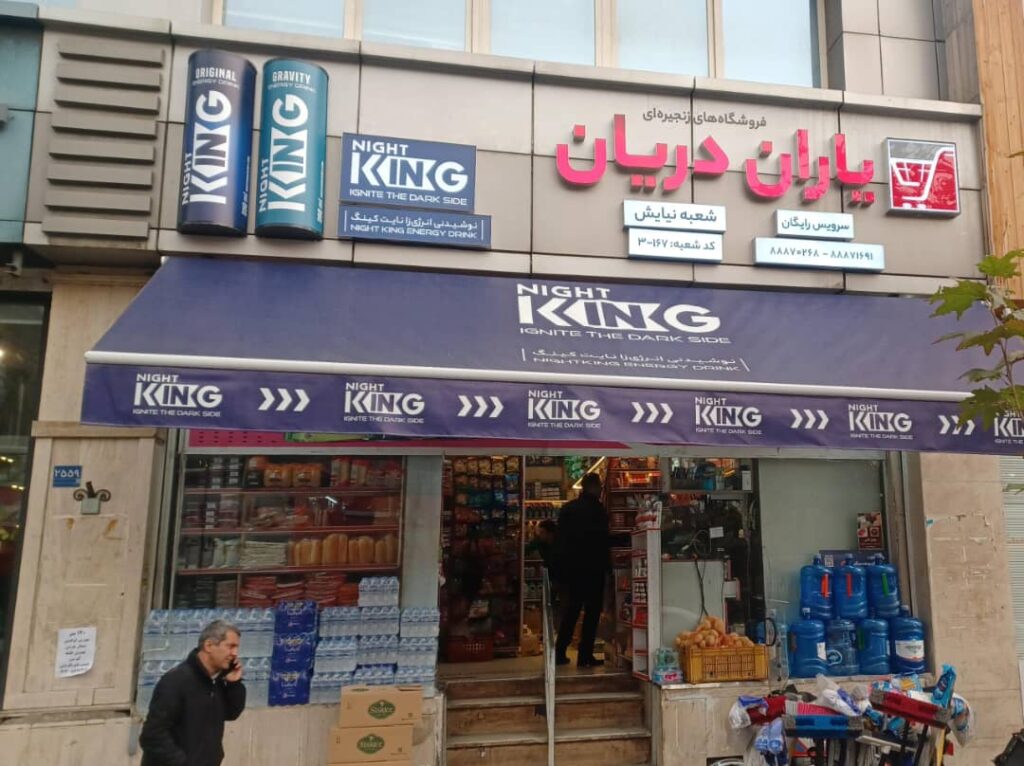 ORIGINAL
ENERGY DRINK
NIGHT
KING
GRAVITY
ENERGY DRINK
NIGHT
KING
NIGHT
KING
IGNITE THE DARK SIDE
نوشیدنی انرژی‌زا نایت کینگ
NIGHT KING ENERGY DRINK
فروشگاه‌های زنجیره‌ای
یاران دریان
شعبه نیایش
کد شعبه: ۱۶۷-۳
سرویس رایگان
۸۸۸۷۰۲۶۸ - ۸۸۸۷۱۶۹۱
NIGHT
KING
IGNITE THE DARK SIDE
نوشیدنی انرژی‌زا نایت کینگ
NIGHTKING ENERGY DRINK
NIGHT
KING
IGNITE THE DARK SIDE
NIGHT
KING
IGNITE THE DARK SIDE
NIGHT
KING
IGNITE THE DARK SIDE
NIGHT
KING
IGNITE THE DARK SIDE
NIGHT
KING
IGNITE THE DARK SIDE
۲۵۵۹